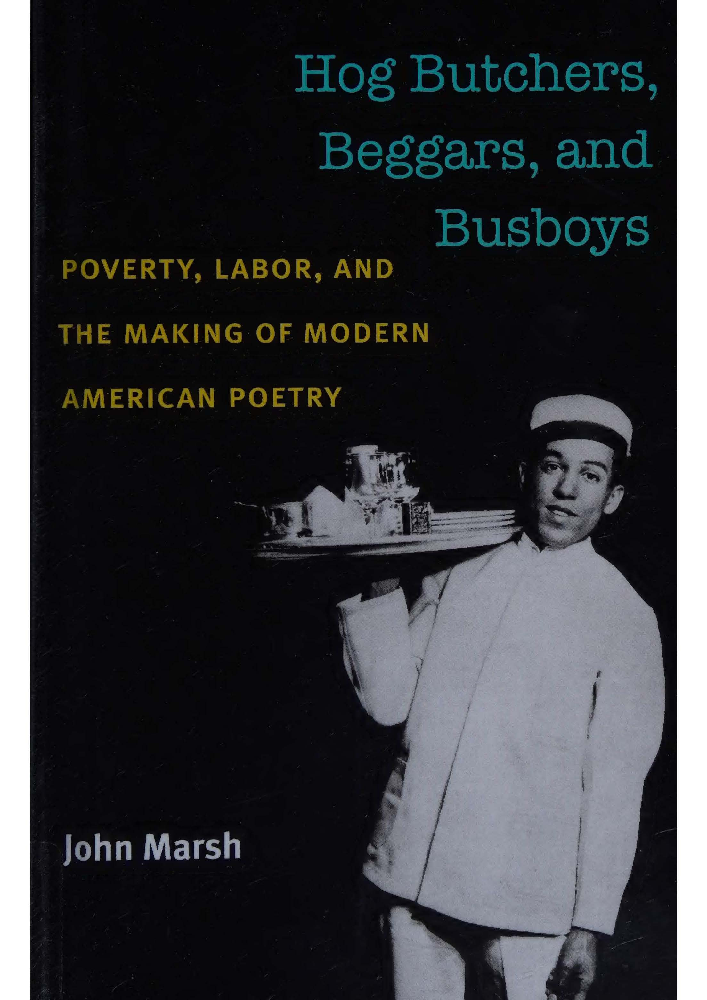 Hog Butchers,
Beggars, and
Busboys
POVERTY, LABOR, AND
THE MAKING OF MODERN
AMERICAN POETRY
John Marsh